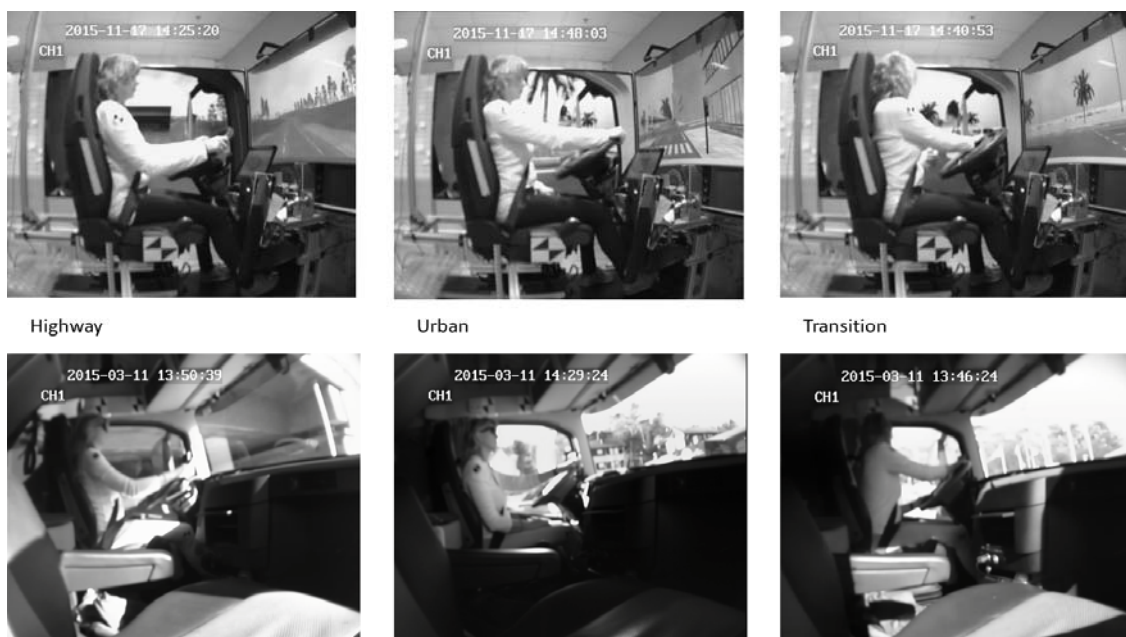 2015-11-17 14:25:20
CH1
2015-11-17 14:48:03
CH1
2015-11-17 14:40:53
CH1
Highway
Urban
Transition
2015-03-11 13:50:39
CH1
2015-03-11 14:29:24
CH1
2015-03-11 13:46:24
CH1